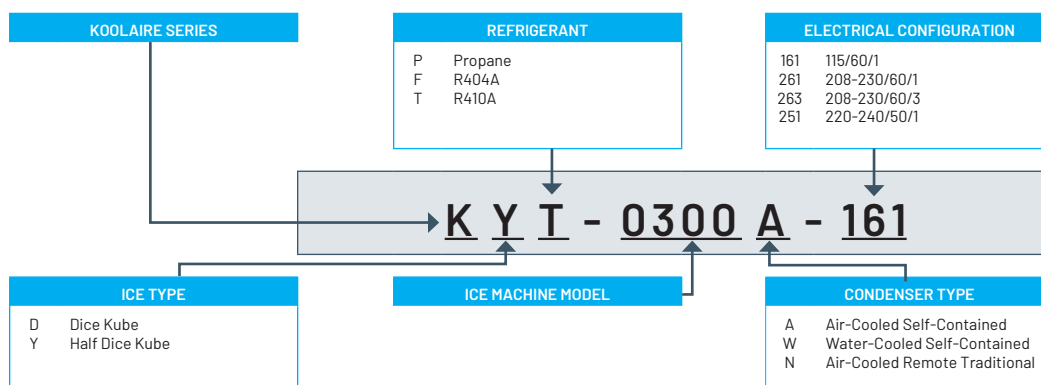 KOOLAIRE SERIES
REFRIGERANT
P Propane
F R404A
T R410A
ELECTRICAL CONFIGURATION
161 115/60/1
261 208-230/60/1
263 208-230/60/3
251 220-240/50/1
K Y T - 0300 A - 161
ICE TYPE
D Dice Kube
Y Half Dice Kube
ICE MACHINE MODEL
CONDENSER TYPE
A Air-Cooled Self-Contained
W Water-Cooled Self-Contained
N Air-Cooled Remote Traditional